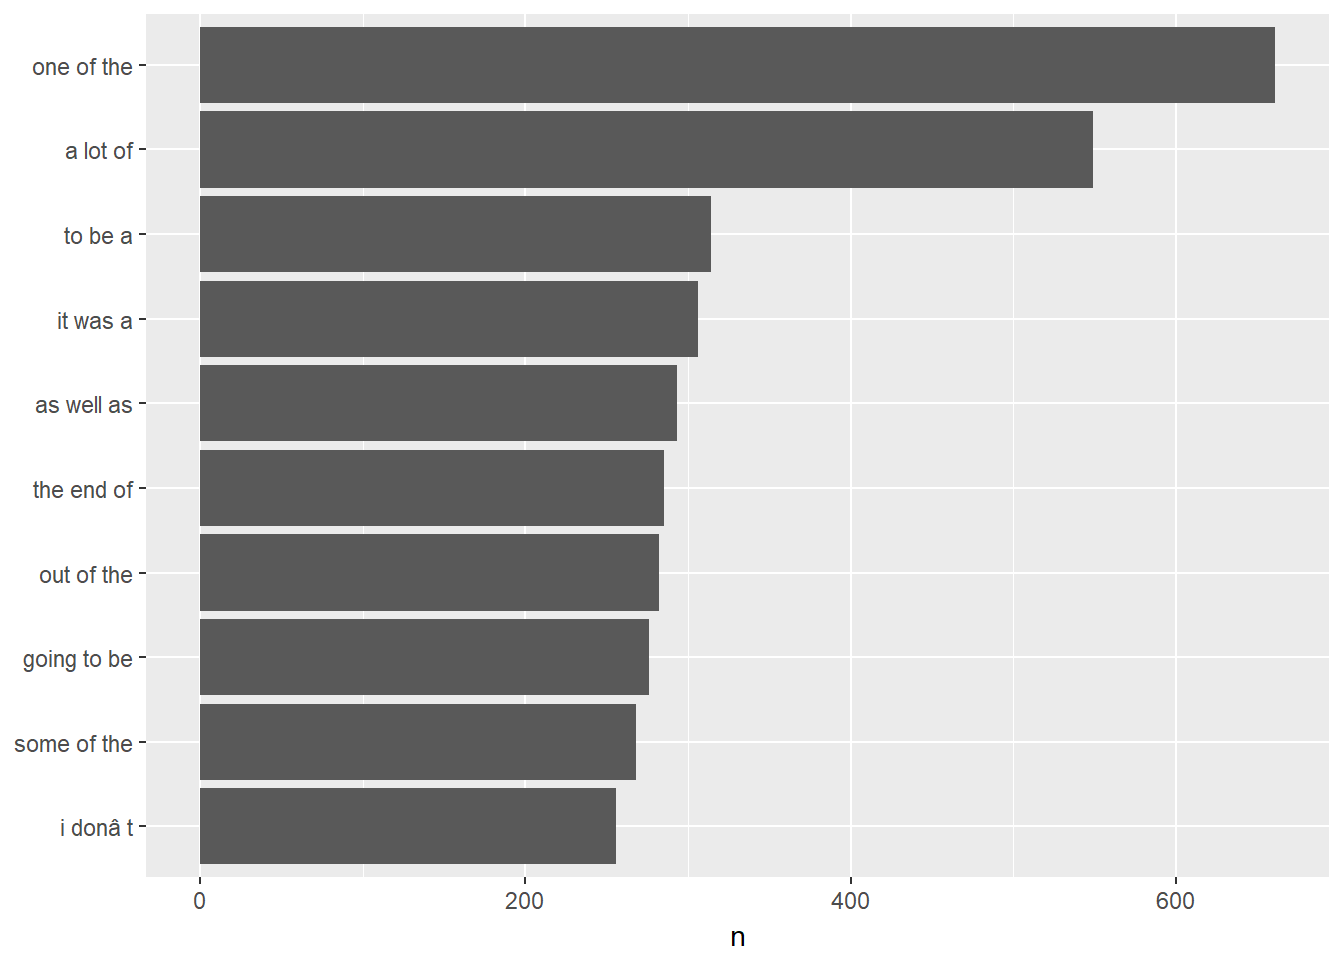 one of the
a lot of
to be a
it was a
as well as
the end of
out of the
going to be
some of the
i donâ t
0 200 400 600
n